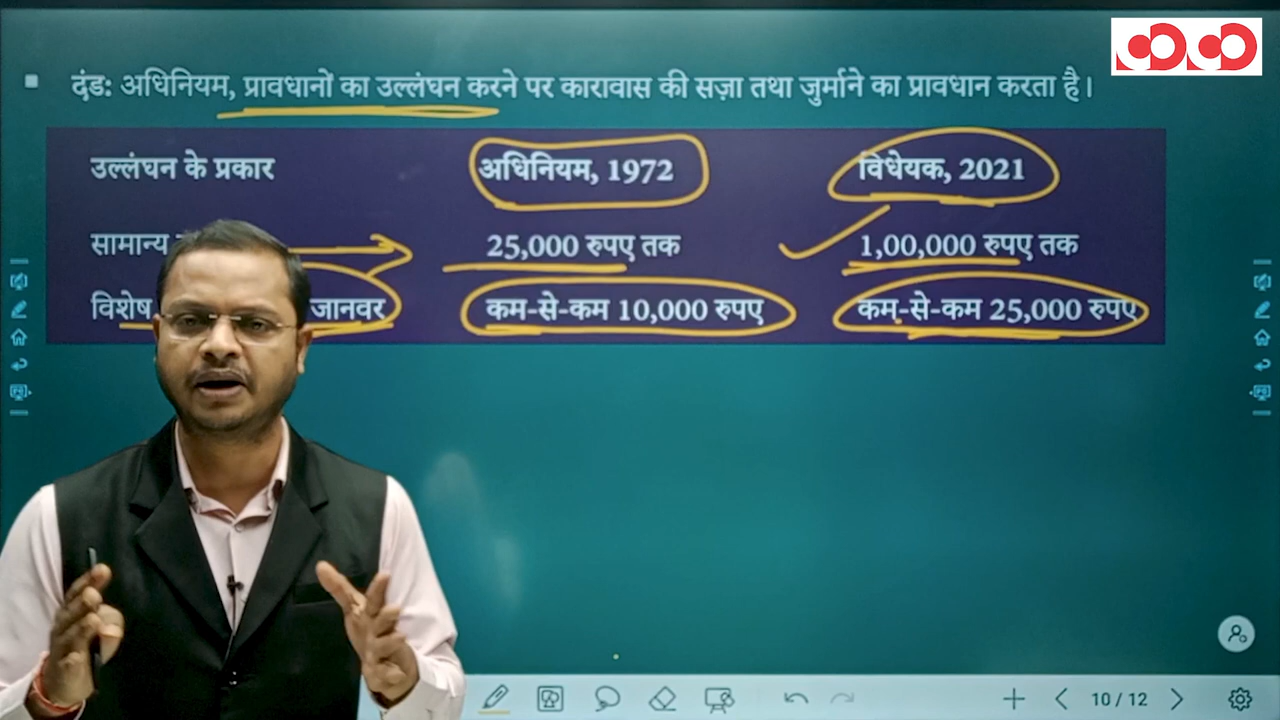 दंड: अधिनियम, प्रावधानों का उल्लंघन करने पर कारावास की सज़ा तथा जुर्माने का प्रावधान करता है।
उल्लंघन के प्रकार अधिनियम, 1972 विधेयक, 2021
सामान्य 25,000 रुपए तक 1,00,000 रुपए तक
विशेष जानवर कम-से-कम 10,000 रुपए कम-से-कम 25,000 रुपए
10 / 12